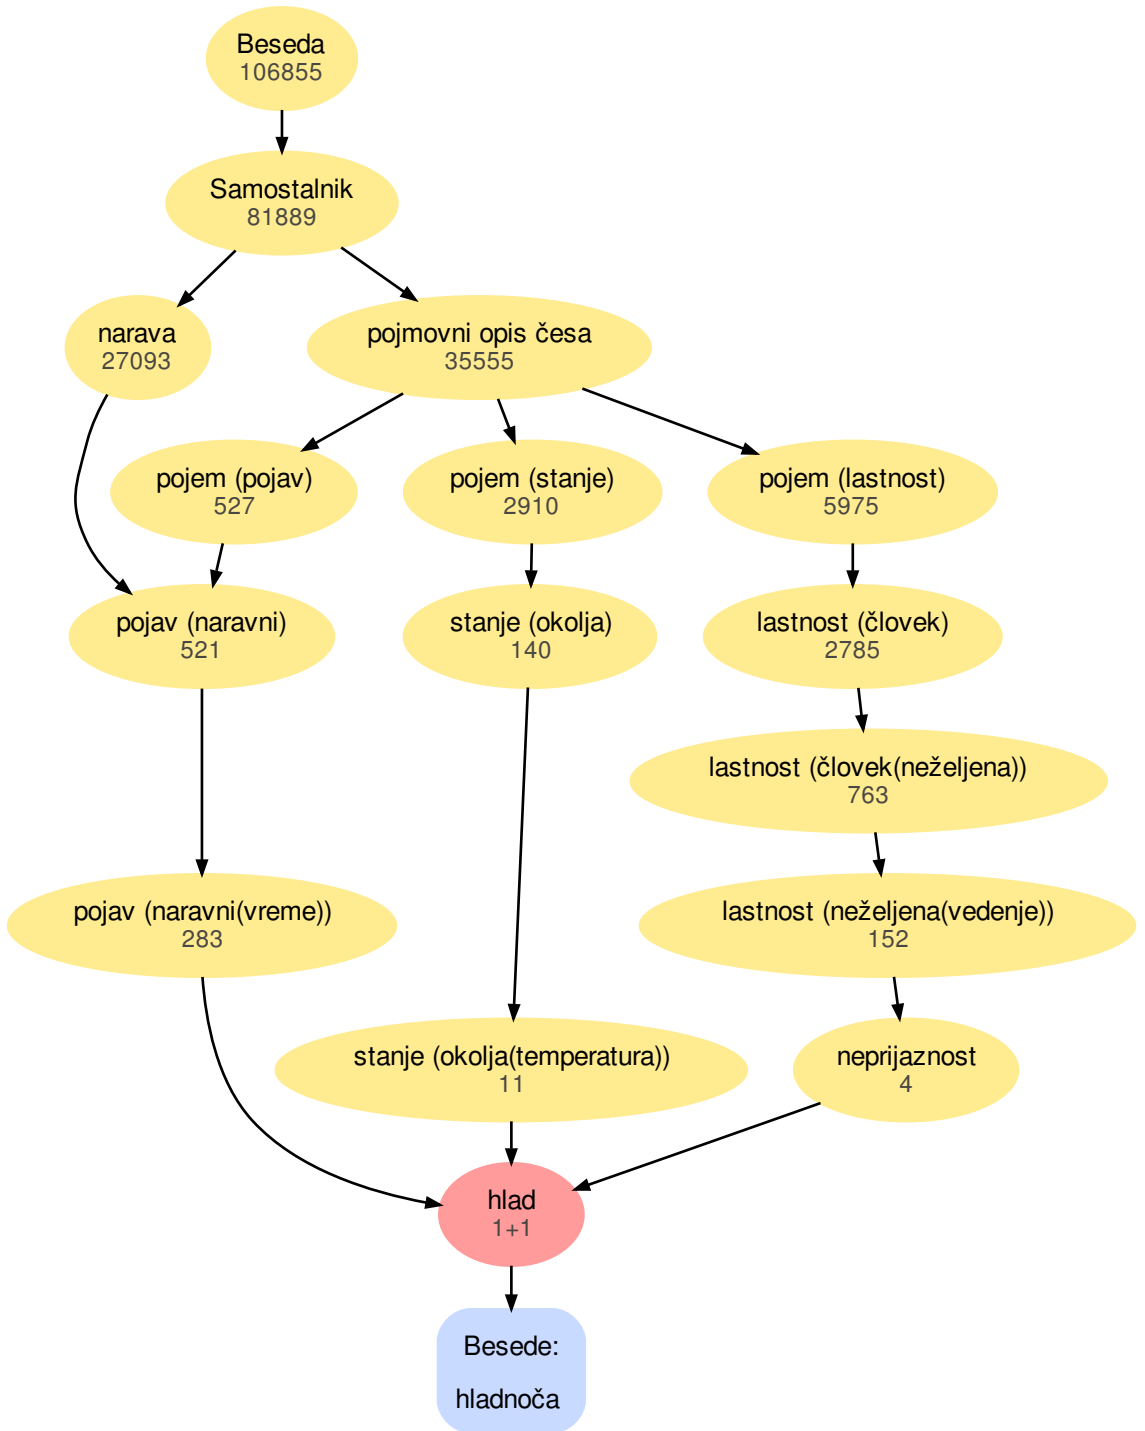 Beseda
106855
Samostalnik
81889
narava
27093
pojmovni opis česa
35555
pojem (pojav)
527
pojem (stanje)
2910
pojem (lastnost)
5975
pojav (naravni)
521
stanje (okolja)
140
lastnost (človek)
2785
lastnost (človek(neželjena))
763
pojav (naravni(vreme))
283
lastnost (neželjena(vedenje))
152
stanje (okolja(temperatura))
11
neprijaznost
4
hlad
1+1
Besede:
hladnoča